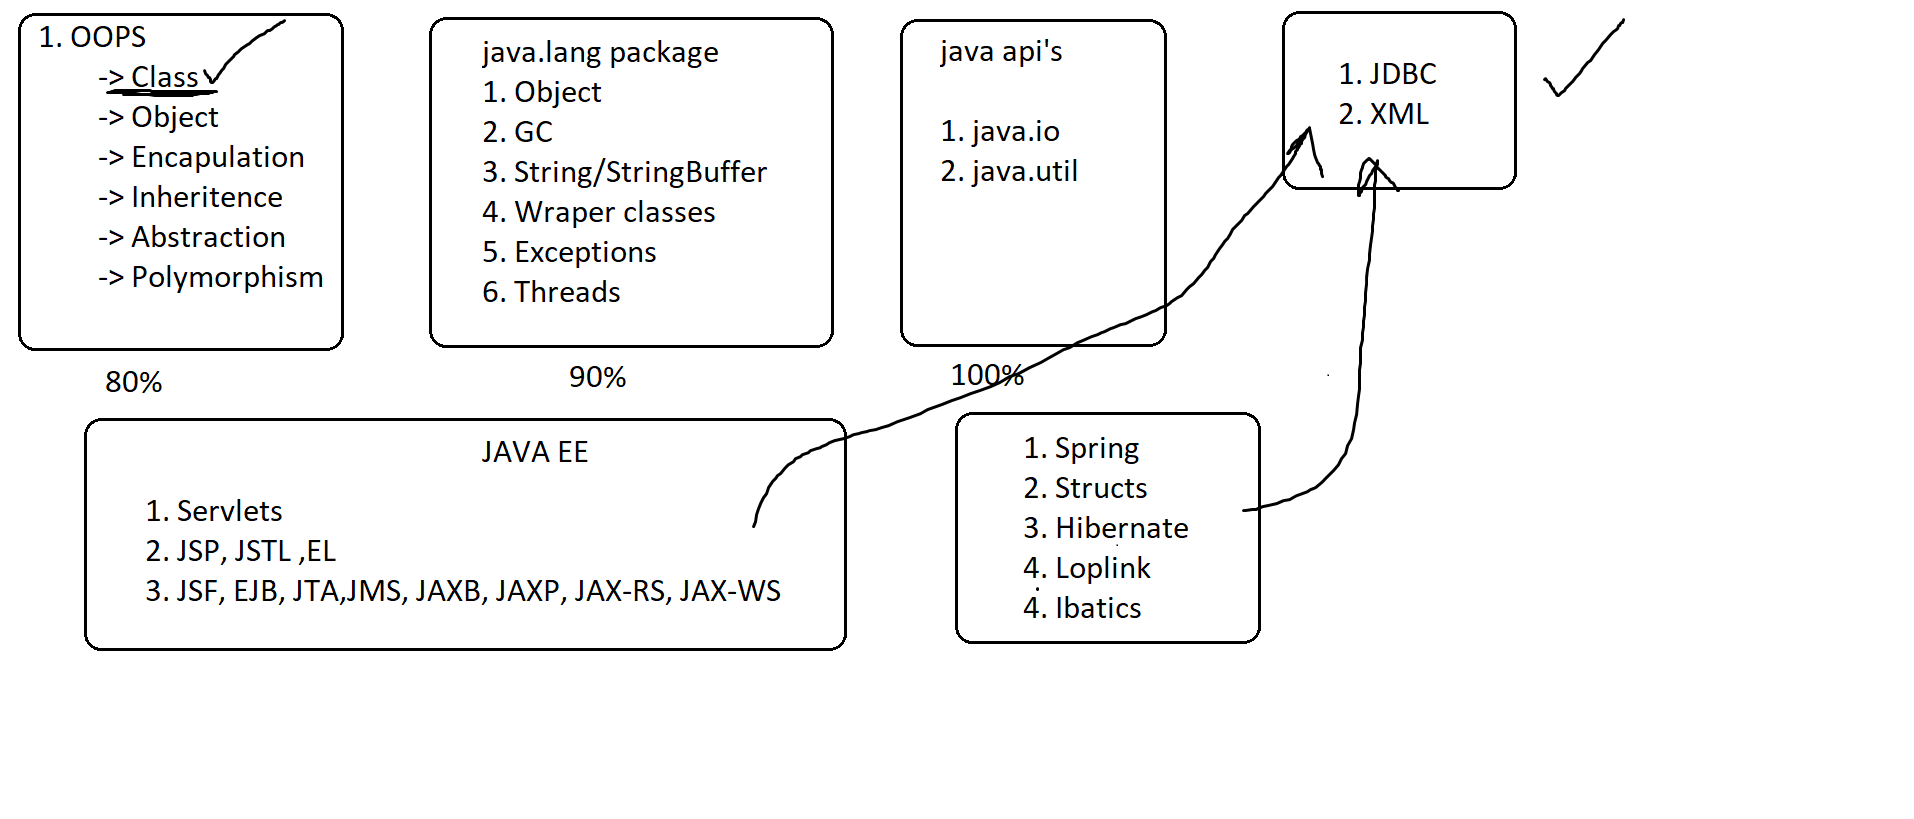 1. OOPS
-> Class
-> Object
-> Encapulation
-> Inheritence
-> Abstraction
-> Polymorphism
80%
java.lang package
1. Object
2. GC
3. String/StringBuffer
4. Wraper classes
5. Exceptions
6. Threads
90%
java api's
1. java.io
2. java.util
100%
1. JDBC
2. XML
JAVA EE
1. Servlets
2. JSP, JSTL ,EL
3. JSF, EJB, JTA,JMS, JAXB, JAXP, JAX-RS, JAX-WS
1. Spring
2. Structs
3. Hibernate
4. Loplink
4. Ibatics